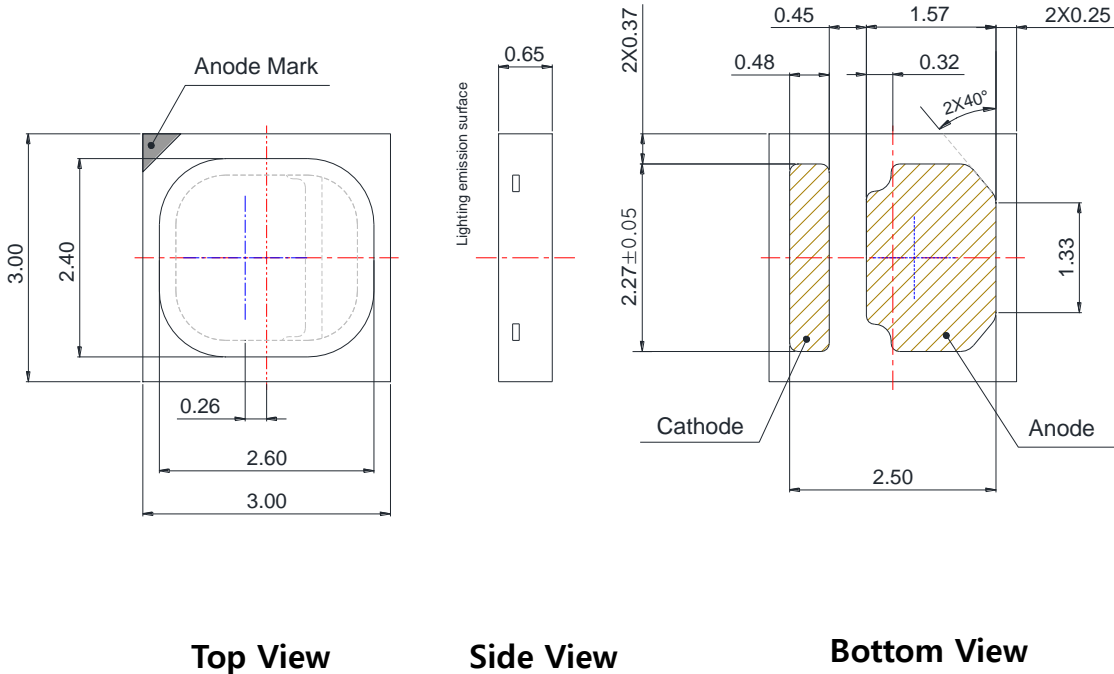 Anode Mark
3.00
2.40
0.26
2.60
3.00
0.65
Lighting emission surface
2X0.37
0.45
1.57
2X0.25
0.48
0.32
2X40°
2.27±0.05
1.33
Cathode
Anode
2.50
Top View
Side View
Bottom View